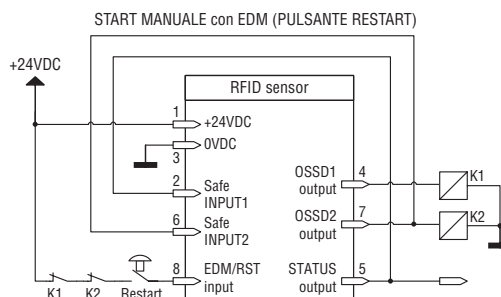 START MANUALE con EDM (PULSANTE RESTART)
+24VDC
RFID sensor
1
+24VDC
0VDC
3
2
Safe
INPUT1
6
Safe
INPUT2
8
EDM/RST
input
OSSD1
output
4
K1
OSSD2
output
7
K2
STATUS
output
5
K1
K2
Restart